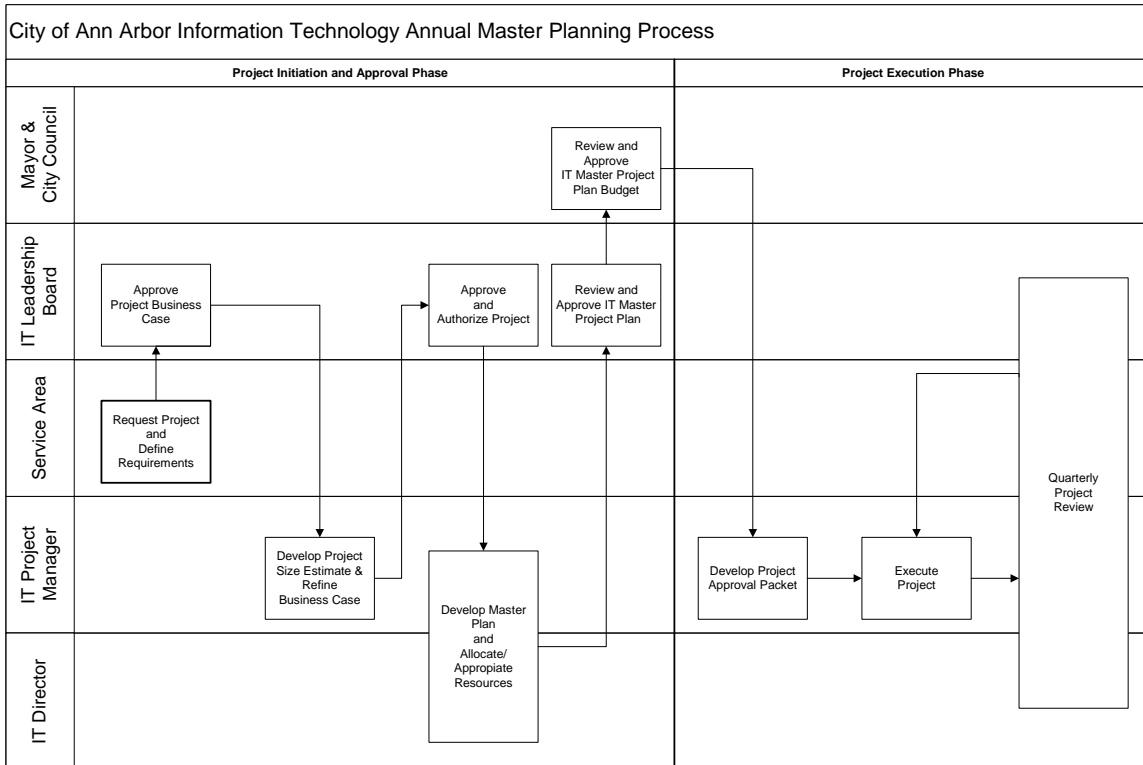 City of Ann Arbor Information Technology Annual Master Planning Process
Project Initiation and Approval Phase
Project Execution Phase
Mayor &
City Council
Review and
Approve
IT Master Project
Plan Budget
IT Leadership
Board
Approve
Project Business
Case
Approve
and
Authorize Project
Review and
Approve IT Master
Project Plan
Service Area
Request Project
and
Define
Requirements
Quarterly
Project
Review
IT Project
Manager
Develop Project
Size Estimate &
Refine
Business Case
Develop Master
Plan
and
Allocate/
Appropiate
Resources
Develop Project
Approval Packet
Execute
Project
IT Director